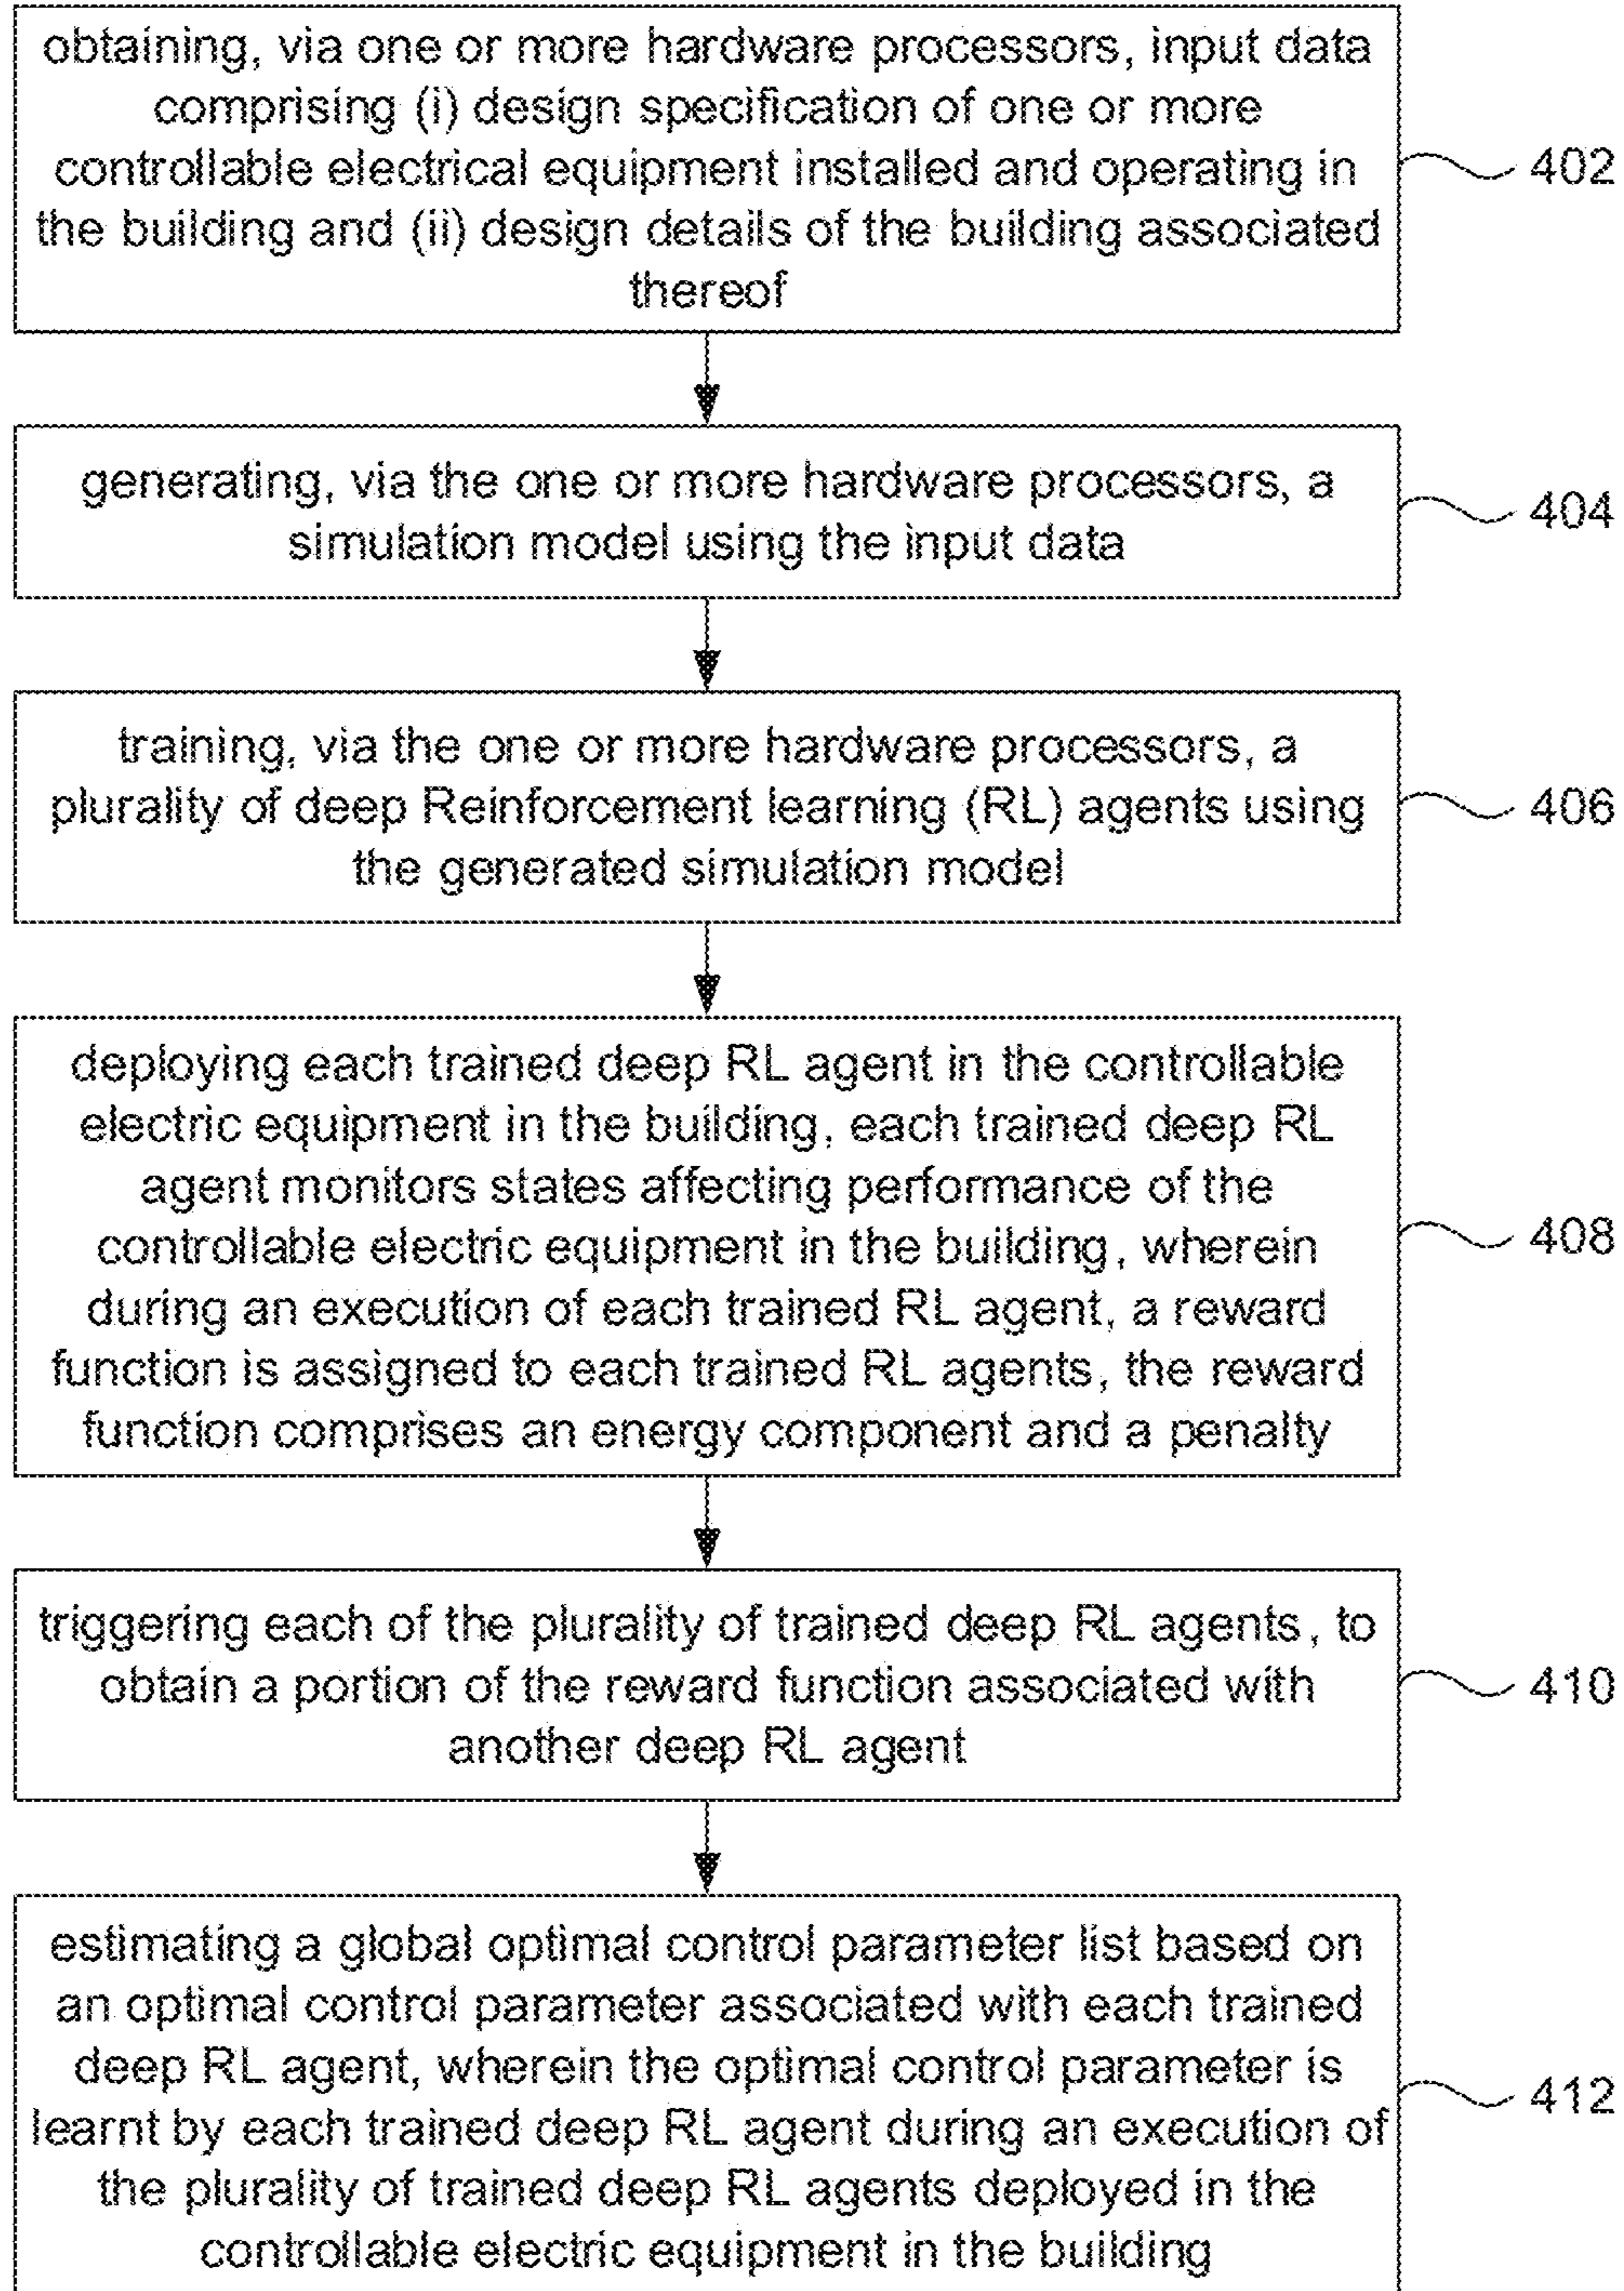 obtaining, via one or more hardware processors, input data
comprising (i) design specification of one or more
controllable electrical equipment installed and operating in
the building and (ii) design details of the building associated
thereof
402
generating, via the one or more hardware processors, a
simulation model using the input data
404
training, via the one or more hardware processors, a
plurality of deep Reinforcement learning (RL) agents using
the generated simulation model
406
deploying each trained deep RL agent in the controllable
electric equipment in the building, each trained deep RL
agent monitors states affecting performance of the
controllable electric equipment in the building, wherein
during an execution of each trained RL agent, a reward
function is assigned to each trained RL agents, the reward
function comprises an energy component and a penalty
408
triggering each of the plurality of trained deep RL agents, to
obtain a portion of the reward function associated with
another deep RL agent
410
estimating a global optimal control parameter list based on
an optimal control parameter associated with each trained
deep RL agent, wherein the optimal control parameter is
learnt by each trained deep RL agent during an execution of
the plurality of trained deep RL agents deployed in the
controllable electric equipment in the building
412